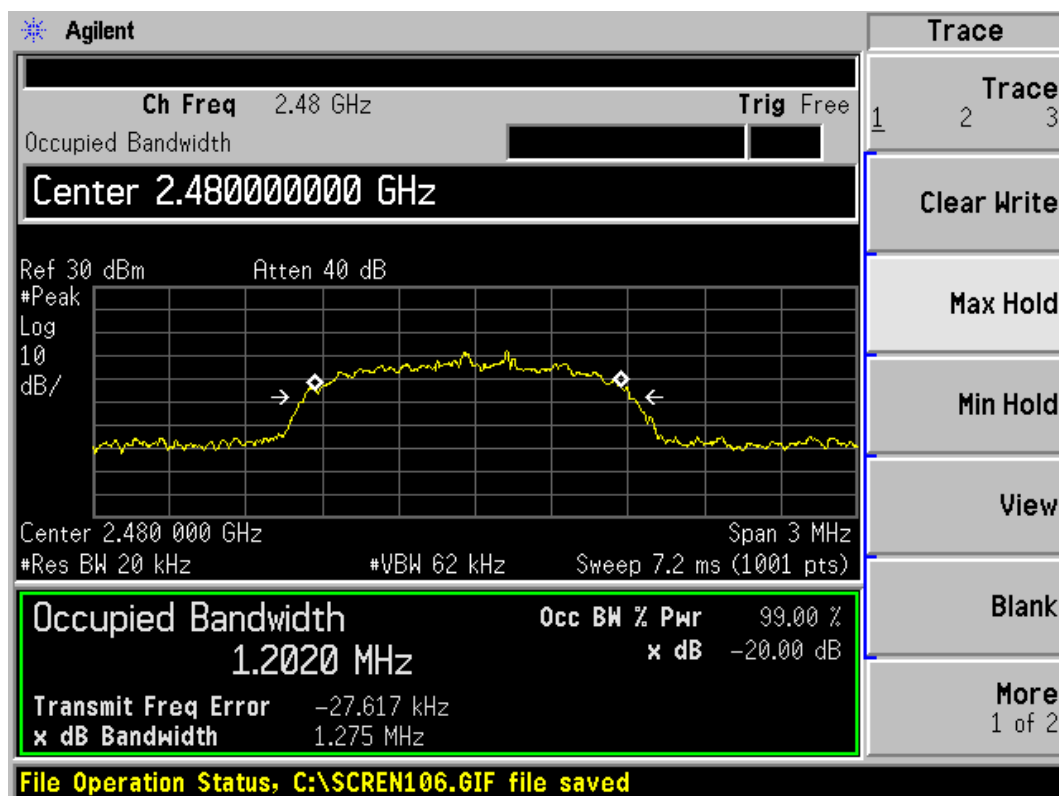 Agilent
Trace
Ch Freq 2.48 GHz Trig Free
Occupied Bandwidth
Center 2.480000000 GHz
Ref 30 dBm Atten 40 dB
#Peak
Log
10
dB/
Center 2.480 000 GHz Span 3 MHz
#Res BW 20 kHz #VBW 62 kHz Sweep 7.2 ms (1001 pts)
Occupied Bandwidth
1.2020 MHz
Occ BW % Pwr 99.00 %
x dB -20.00 dB
Transmit Freq Error -27.617 kHz
x dB Bandwidth 1.275 MHz
File Operation Status, C:\SCREN106.GIF file saved
Trace
1 2 3
Clear Write
Max Hold
Min Hold
View
Blank
More
1 of 2